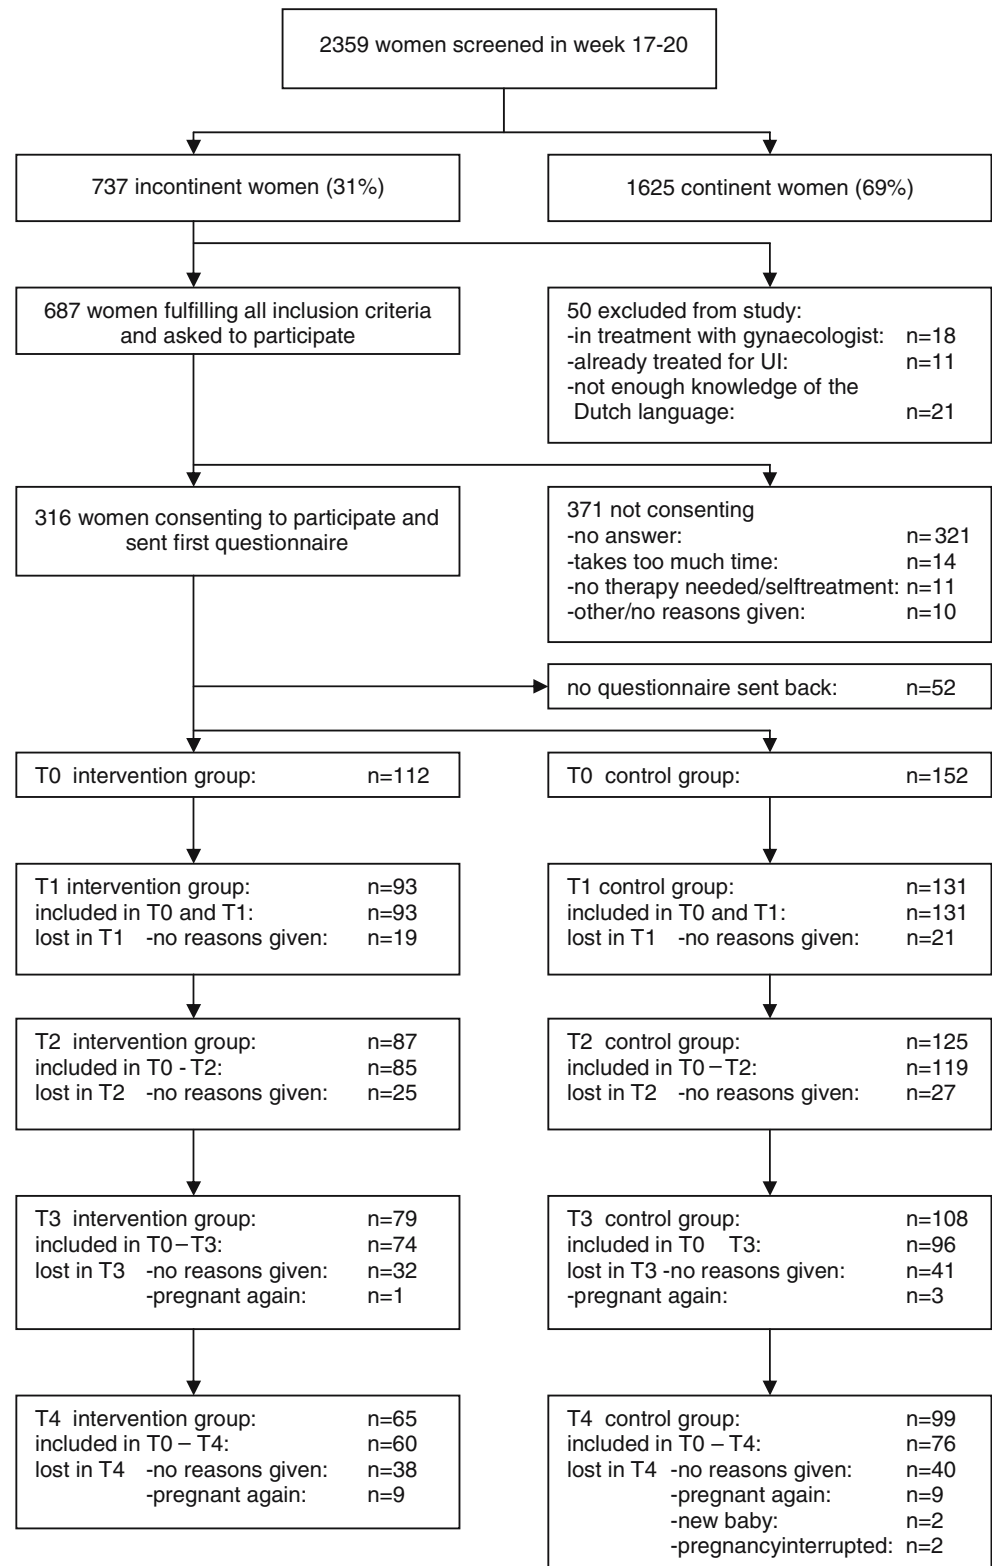 2359 women screened in week 17-20
737 incontinent women (31%)
1625 continent women (69%)
687 women fulfilling all inclusion criteria
and asked to participate
50 excluded from study:
-in treatment with gynaecologist: n=18
-already treated for UI: n=11
-not enough knowledge of the
Dutch language: n=21
316 women consenting to participate and
sent first questionnaire
371 not consenting
-no answer: n=321
-takes too much time: n=14
-no therapy needed/selftreatment: n=11
-other/no reasons given: n=10
no questionnaire sent back: n=52
T0 intervention group: n=112
T0 control group: n=152
T1 intervention group: n=93
included in T0 and T1: n=93
lost in T1 -no reasons given: n=19
T1 control group: n=131
included in T0 and T1: n=131
lost in T1 -no reasons given: n=21
T2 intervention group: n=87
included in T0 - T2: n=85
lost in T2 -no reasons given: n=25
T2 control group: n=125
included in T0 – T2: n=119
lost in T2 -no reasons given: n=27
T3 intervention group: n=79
included in T0 – T3: n=74
lost in T3 -no reasons given: n=32
-pregnant again: n=1
T3 control group: n=108
included in T0 T3: n=96
lost in T3 -no reasons given: n=41
-pregnant again: n=3
T4 intervention group: n=65
included in T0 – T4: n=60
lost in T4 -no reasons given: n=38
-pregnant again: n=9
T4 control group: n=99
included in T0 – T4: n=76
lost in T4 -no reasons given: n=40
-pregnant again: n=9
-new baby: n=2
-pregnancyinterrupted: n=2